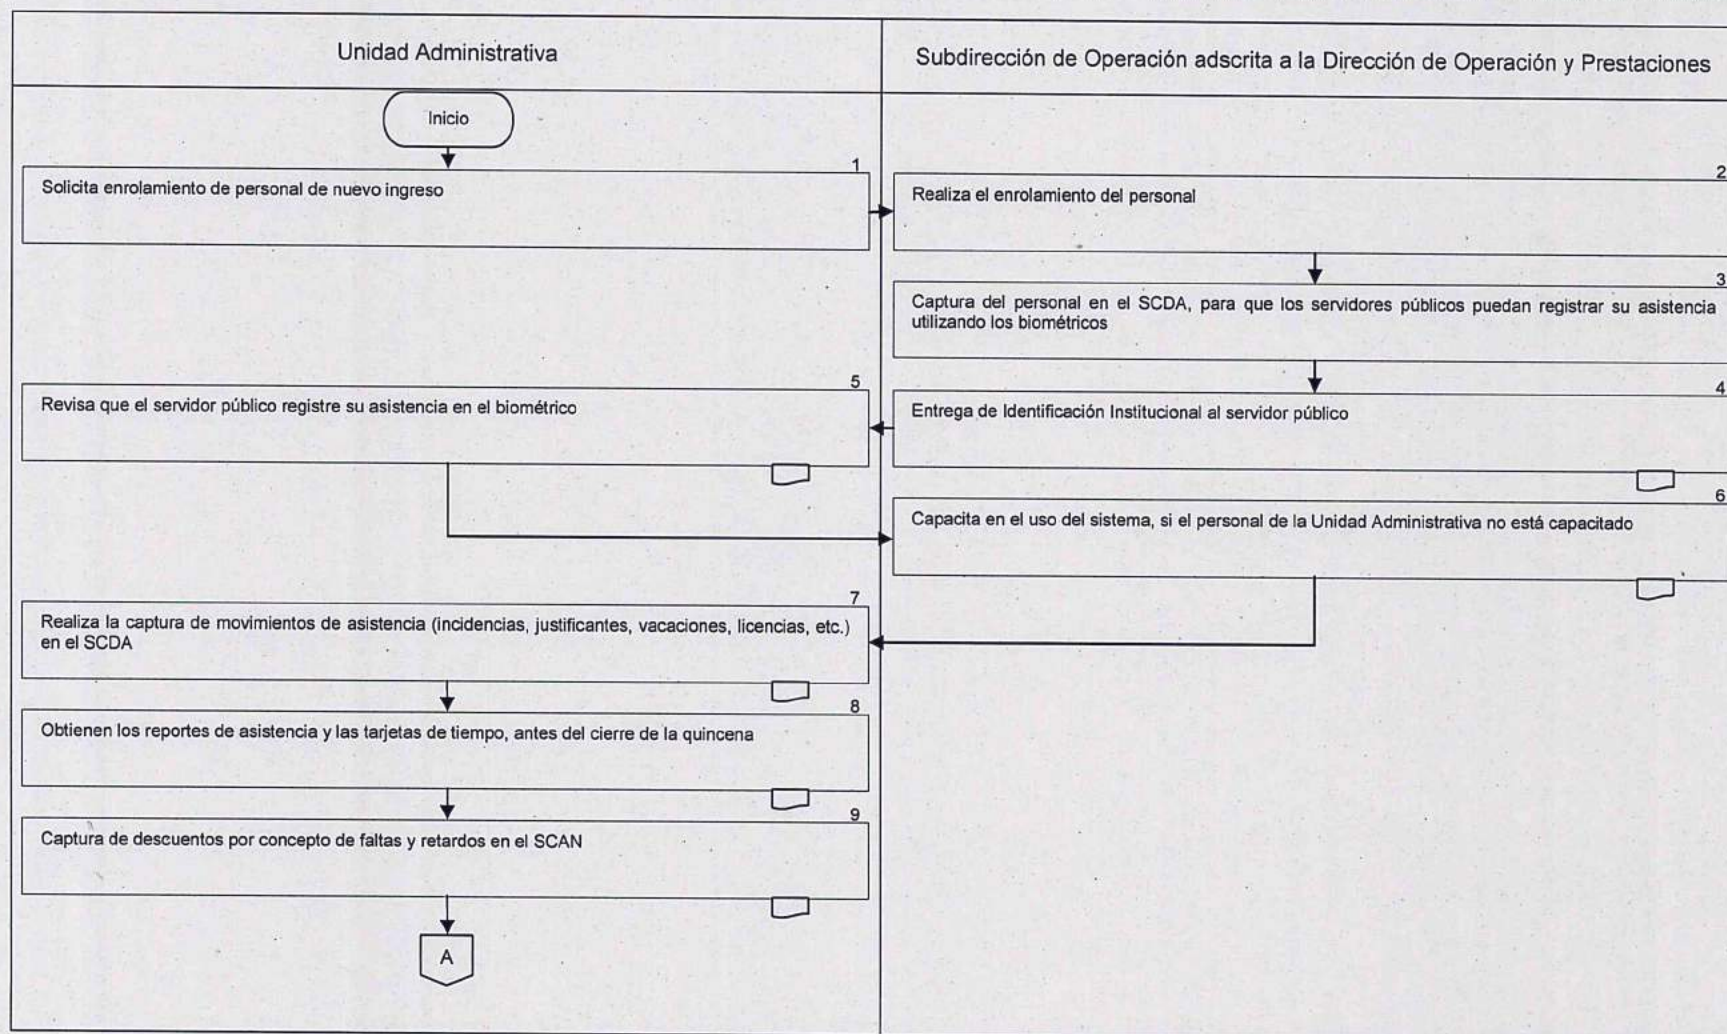 Unidad Administrativa
Subdirección de Operación adscrita a la Dirección de Operación y Prestaciones
Inicio
1
Solicita enrolamiento de personal de nuevo ingreso
2
Realiza el enrolamiento del personal
3
Captura del personal en el SCDA, para que los servidores públicos puedan registrar su asistencia
utilizando los biométricos
4
Entrega de Identificación Institucional al servidor público
5
Revisa que el servidor público registre su asistencia en el biométrico
6
Capacita en el uso del sistema, si el personal de la Unidad Administrativa no está capacitado
7
Realiza la captura de movimientos de asistencia (incidencias, justificantes, vacaciones, licencias, etc.)
en el SCDA
8
Obtienen los reportes de asistencia y las tarjetas de tiempo, antes del cierre de la quincena
9
Captura de descuentos por concepto de faltas y retardos en el SCAN
A